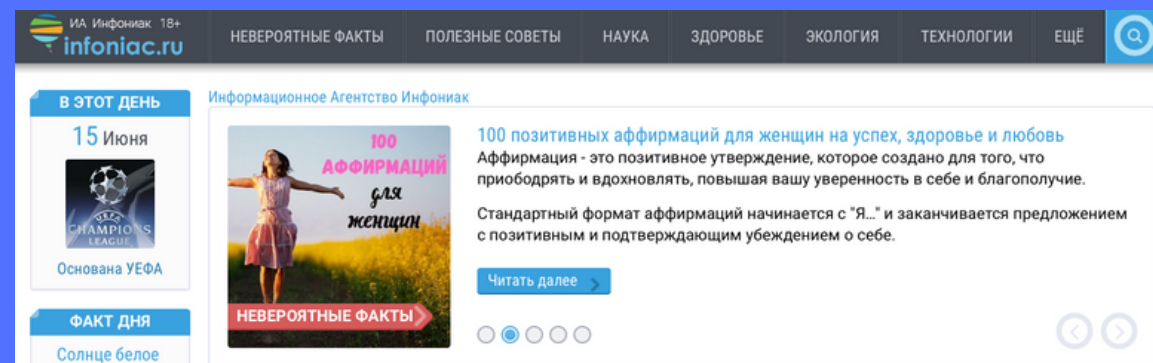 ИА Инфониак 18+
infoniac.ru
НЕВЕРОЯТНЫЕ ФАКТЫ
ПОЛЕЗНЫЕ СОВЕТЫ
НАУКА
ЗДОРОВЬЕ
ЭКОЛОГИЯ
ТЕХНОЛОГИИ
ЕЩЁ
В ЭТОТ ДЕНЬ
15 Июня
UEFA
CHAMPIONS
LEAGUE
Основана УЕФА
ФАКТ ДНЯ
Солнце белое
Информационное Агентство Инфониак
100
АФФИРМАЦИЙ
для
женщин
НЕВЕРОЯТНЫЕ ФАКТЫ
100 позитивных аффирмаций для женщин на успех, здоровье и любовь
Аффирмация - это позитивное утверждение, которое создано для того, что
приободрять и вдохновлять, повышая вашу уверенность в себе и благополучие.
Стандартный формат аффирмаций начинается с "Я..." и заканчивается предложением
с позитивным и подтверждающим убеждением о себе.
Читать далее